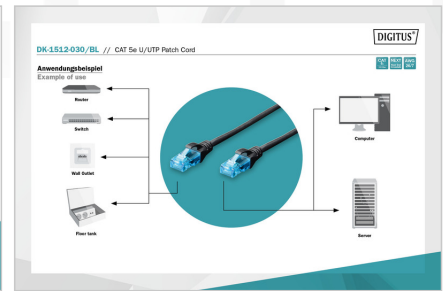 DIGITUS®
DK-1512-030/BL // CAT 5e U/UTP Patch Cord
Anwendungsbeispiel
Example of use
Router
Switch
Wall Outlet
Floor tank
Computer
Server